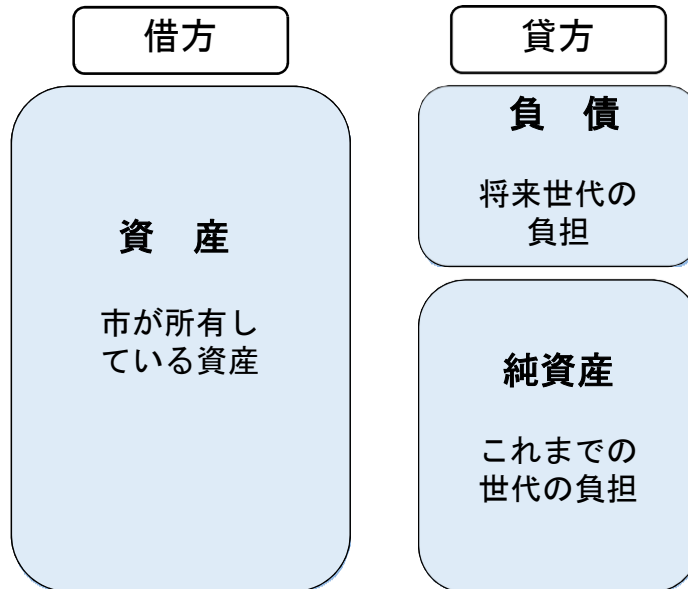 借方
資　産
市が所有し
ている資産
貸方
負　債
将来世代の
負担
純資産
これまでの
世代の負担